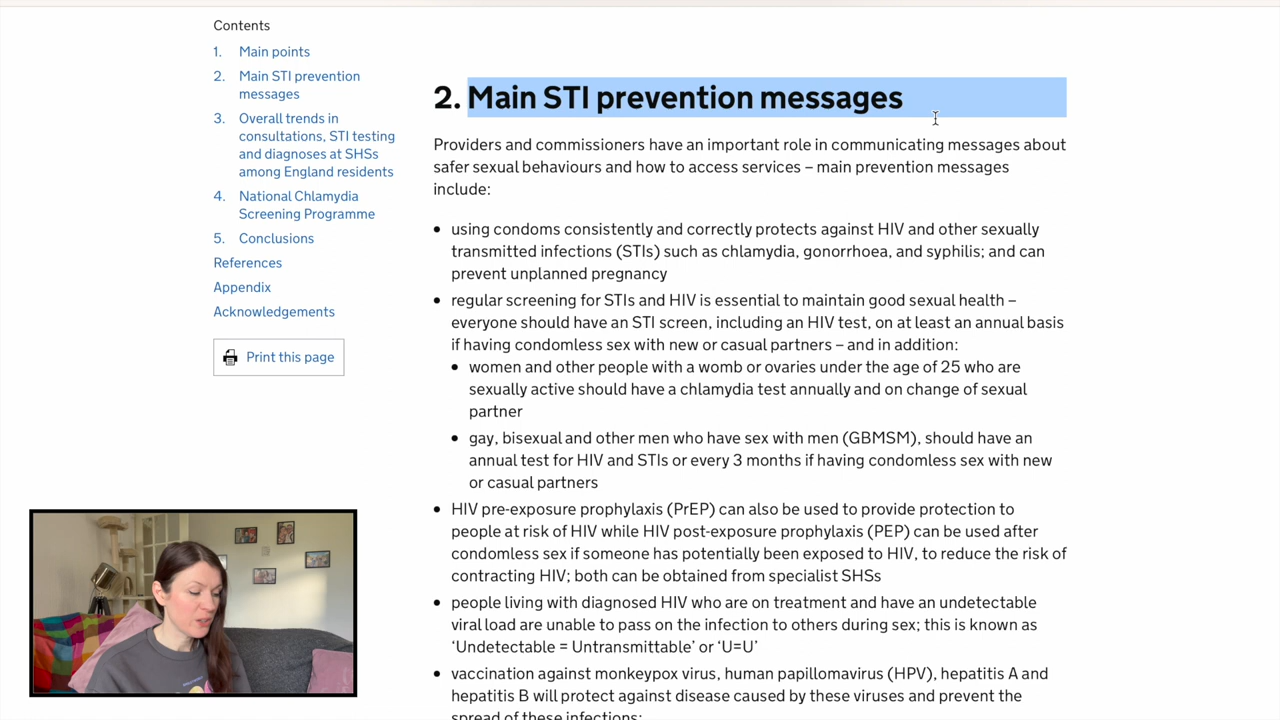 Contents
1. Main points
2. Main STI prevention
messages
3. Overall trends in
consultations, STI testing
and diagnoses at SHSs
among England residents
4. National Chlamydia
Screening Programme
5. Conclusions
References
Appendix
Acknowledgements
Print this page
2. Main STI prevention messages
Providers and commissioners have an important role in communicating messages about
safer sexual behaviours and how to access services – main prevention messages
include:
• using condoms consistently and correctly protects against HIV and other sexually
transmitted infections (STIs) such as chlamydia, gonorrhoea, and syphilis; and can
prevent unplanned pregnancy
• regular screening for STIs and HIV is essential to maintain good sexual health –
everyone should have an STI screen, including an HIV test, on at least an annual basis
if having condomless sex with new or casual partners – and in addition:
• women and other people with a womb or ovaries under the age of 25 who are
sexually active should have a chlamydia test annually and on change of sexual
partner
• gay, bisexual and other men who have sex with men (GBMSM), should have an
annual test for HIV and STIs or every 3 months if having condomless sex with new
or casual partners
• HIV pre-exposure prophylaxis (PrEP) can also be used to provide protection to
people at risk of HIV while HIV post-exposure prophylaxis (PEP) can be used after
condomless sex if someone has potentially been exposed to HIV, to reduce the risk of
contracting HIV; both can be obtained from specialist SHSs
• people living with diagnosed HIV who are on treatment and have an undetectable
viral load are unable to pass on the infection to others during sex; this is known as
‘Undetectable = Untransmittable’ or ‘U=U’
• vaccination against monkeypox virus, human papillomavirus (HPV), hepatitis A and
hepatitis B will protect against disease caused by these viruses and prevent the
spread of these infections: